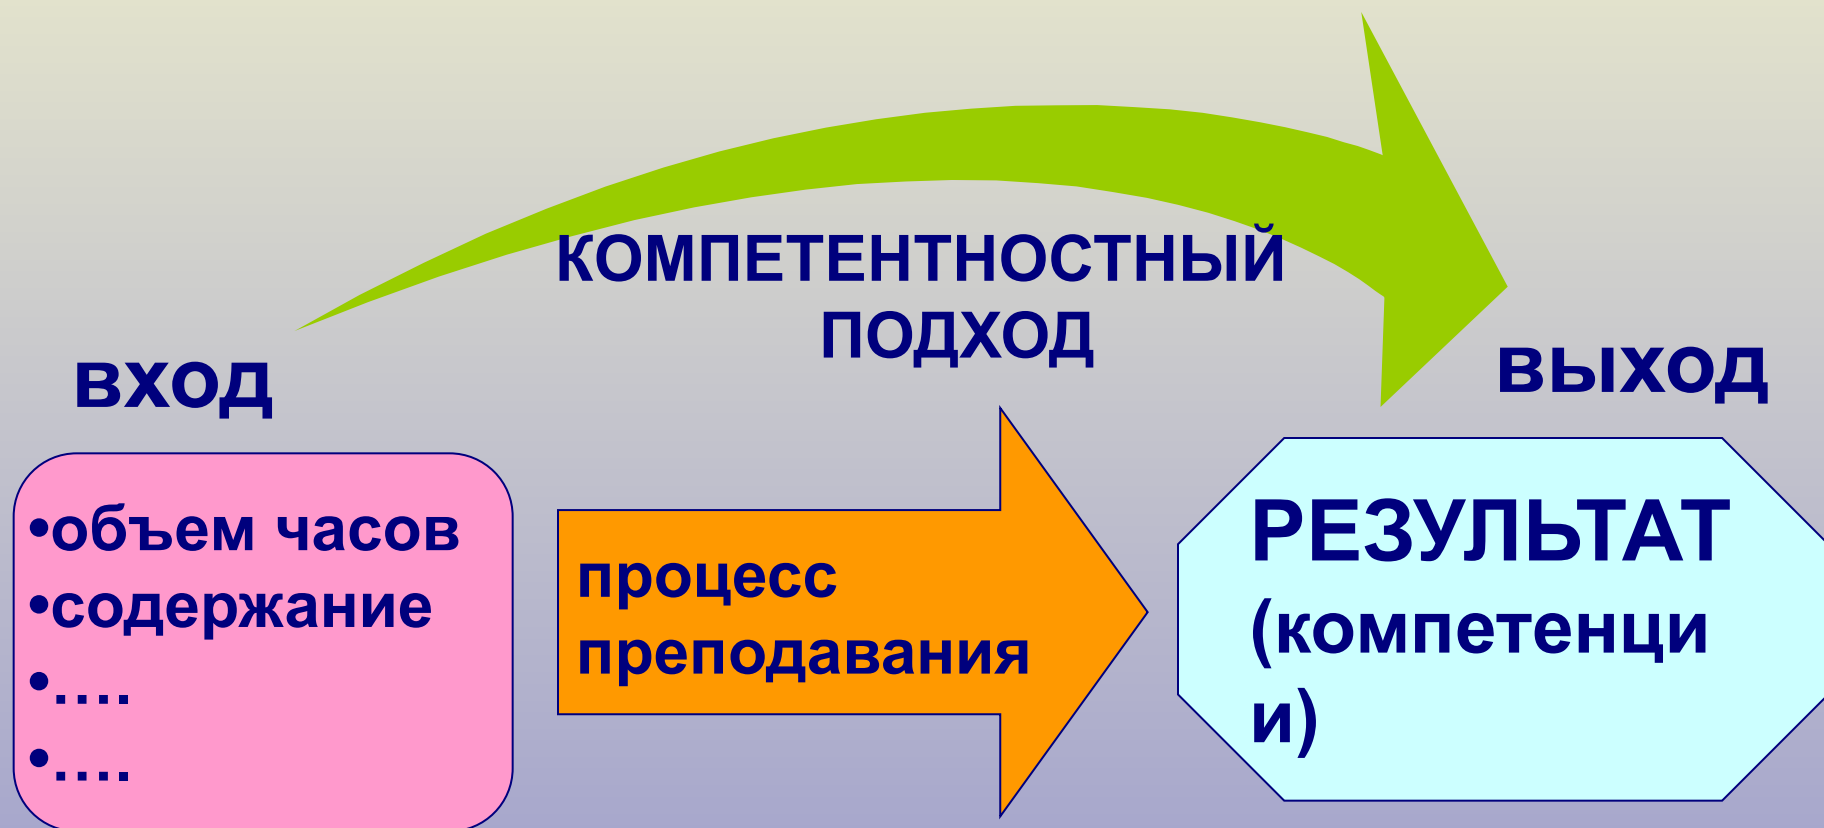 КОМПЕТЕНТНОСТНЫЙ
ПОДХОД
вход
выход
•объем часов
•содержание
•….
•….
процесс
преподавания
РЕЗУЛЬТАТ
(компетенци
и)